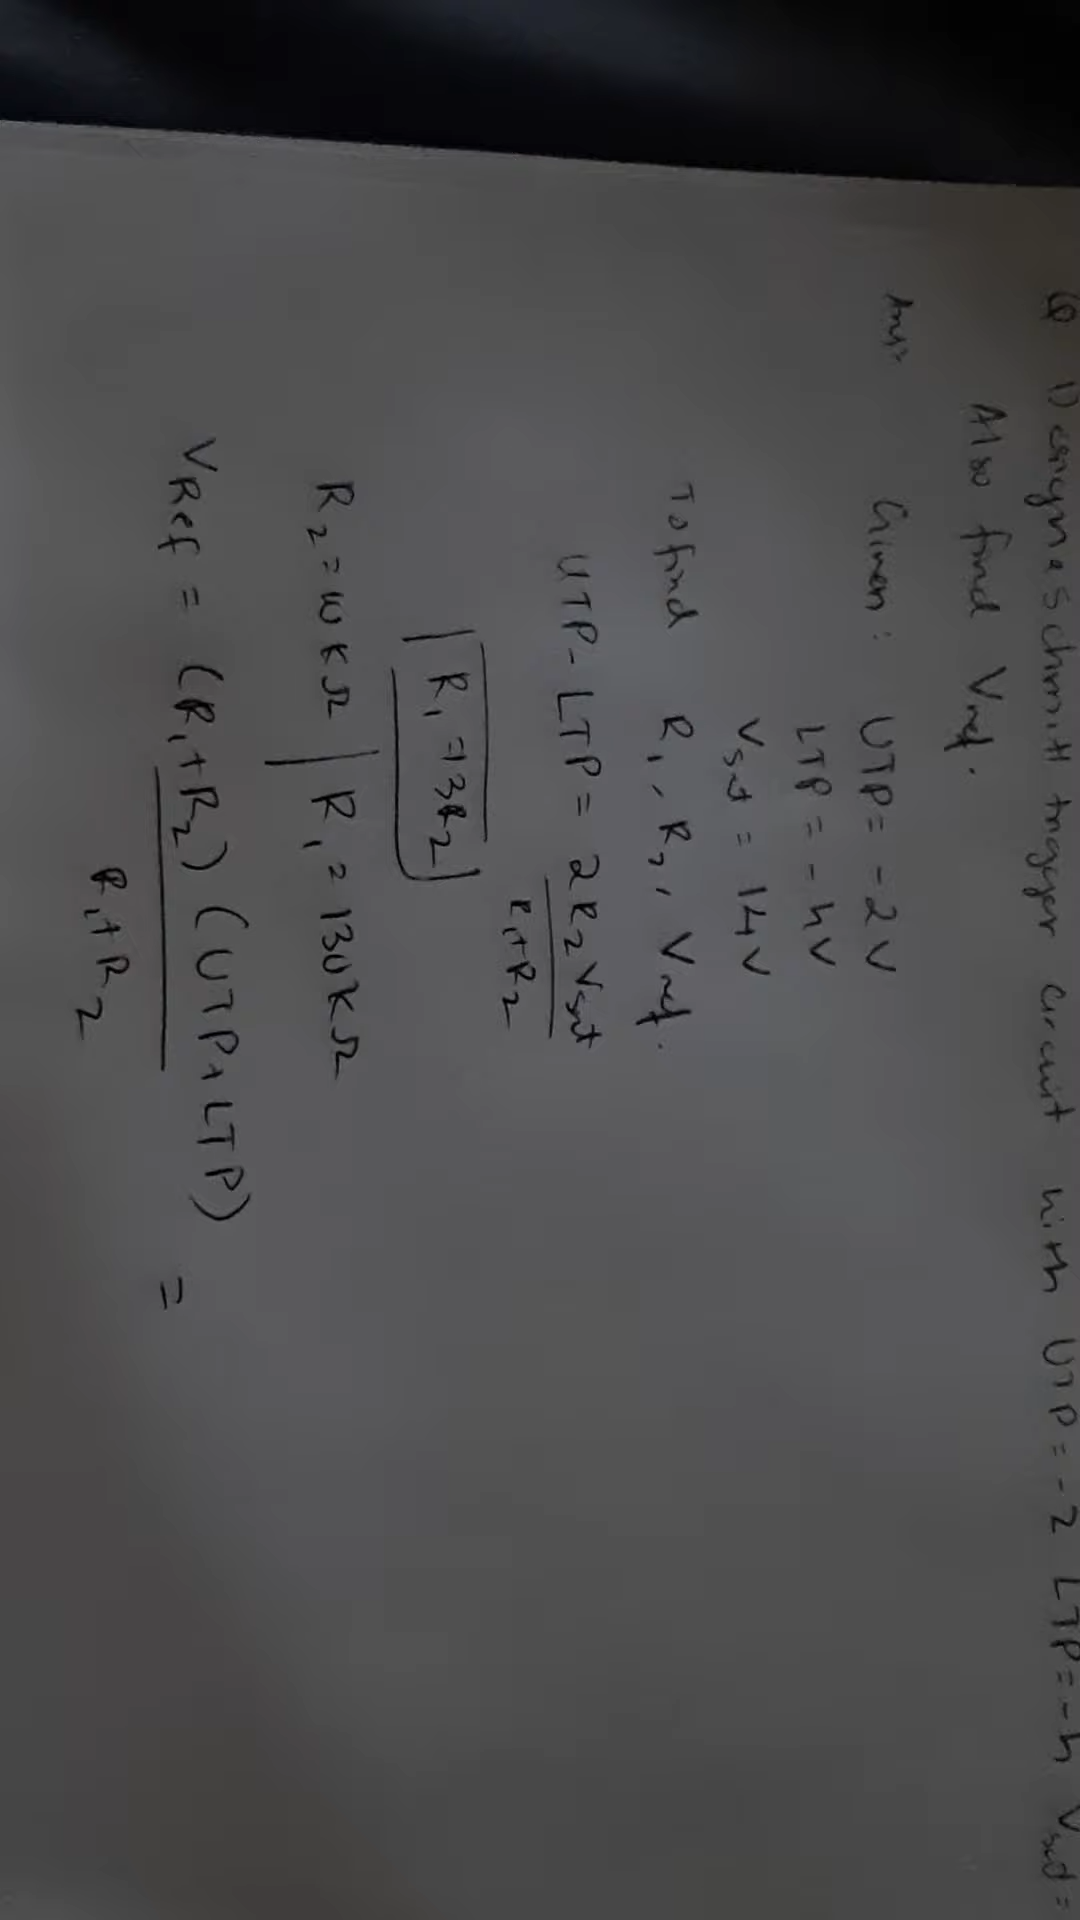 Q Design a Schmitt trigger circuit with UTP = -2 LTP = -4 Vsat =
Also find Vref.
Ans: Given : UTP = -2V
LTP = -4V
Vsat = 14V
To find R1, R2, Vref.
UTP - LTP = 2R2Vsat
R1+R2
R1 = 13R2
R2 = 10KΩ | R1 = 130KΩ
VRef = (R1+R2) (UTP+LTP) =
R1+R2